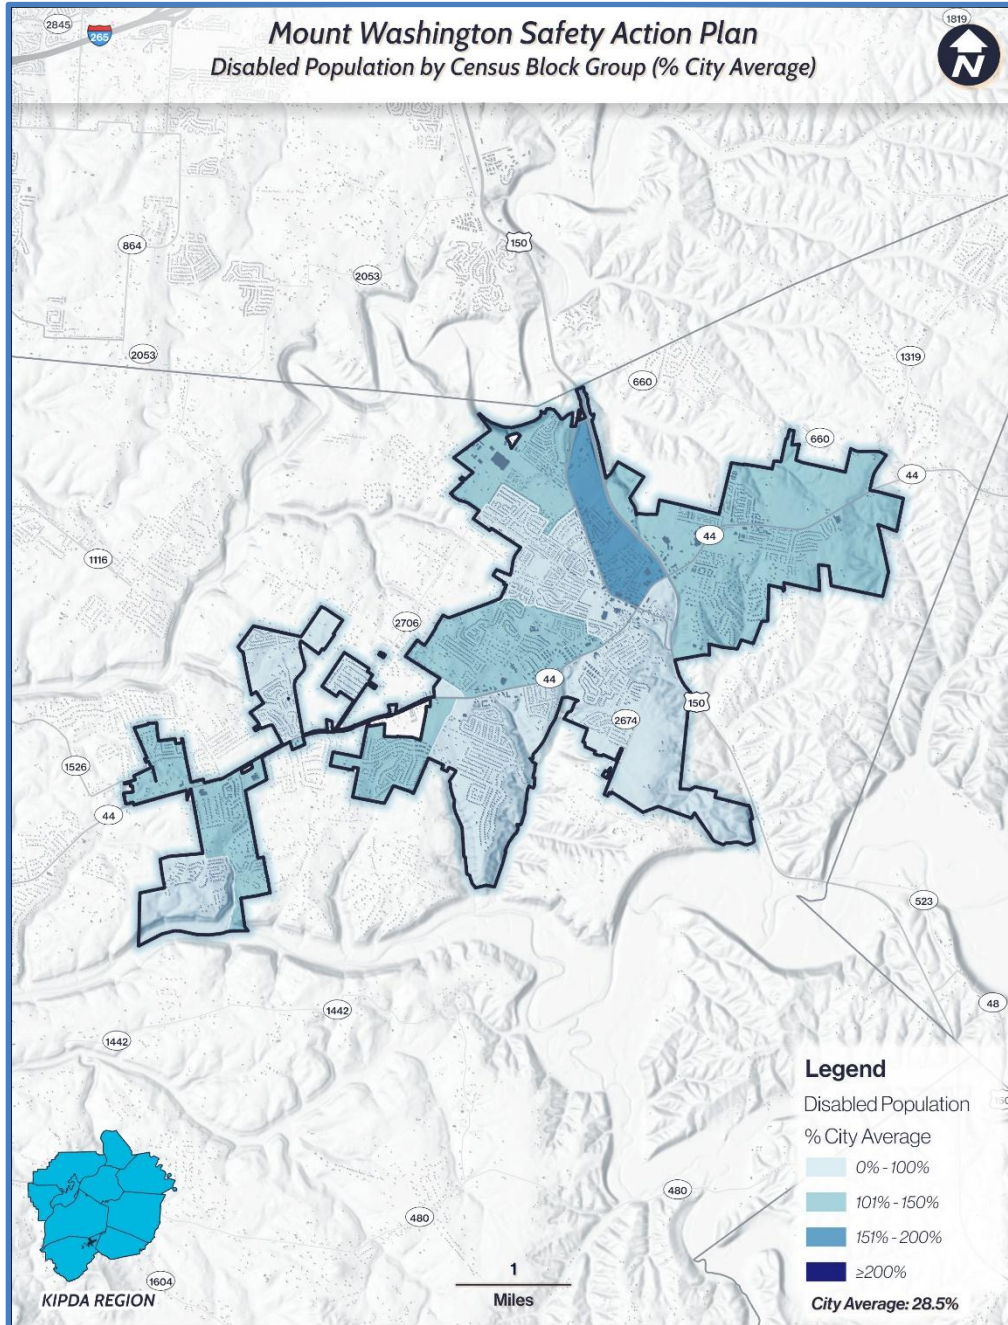 Mount Washington Safety Action Plan
Disabled Population by Census Block Group (% City Average)
N
2845
265
1819
150
864
2053
2053
1319
660
660
44
44
1116
2706
44
150
2674
1526
44
523
48
1442
1442
150
480
480
1604
Legend
Disabled Population
% City Average
0% - 100%
101% - 150%
151% - 200%
≥200%
City Average: 28.5%
1
Miles
KIPDA REGION